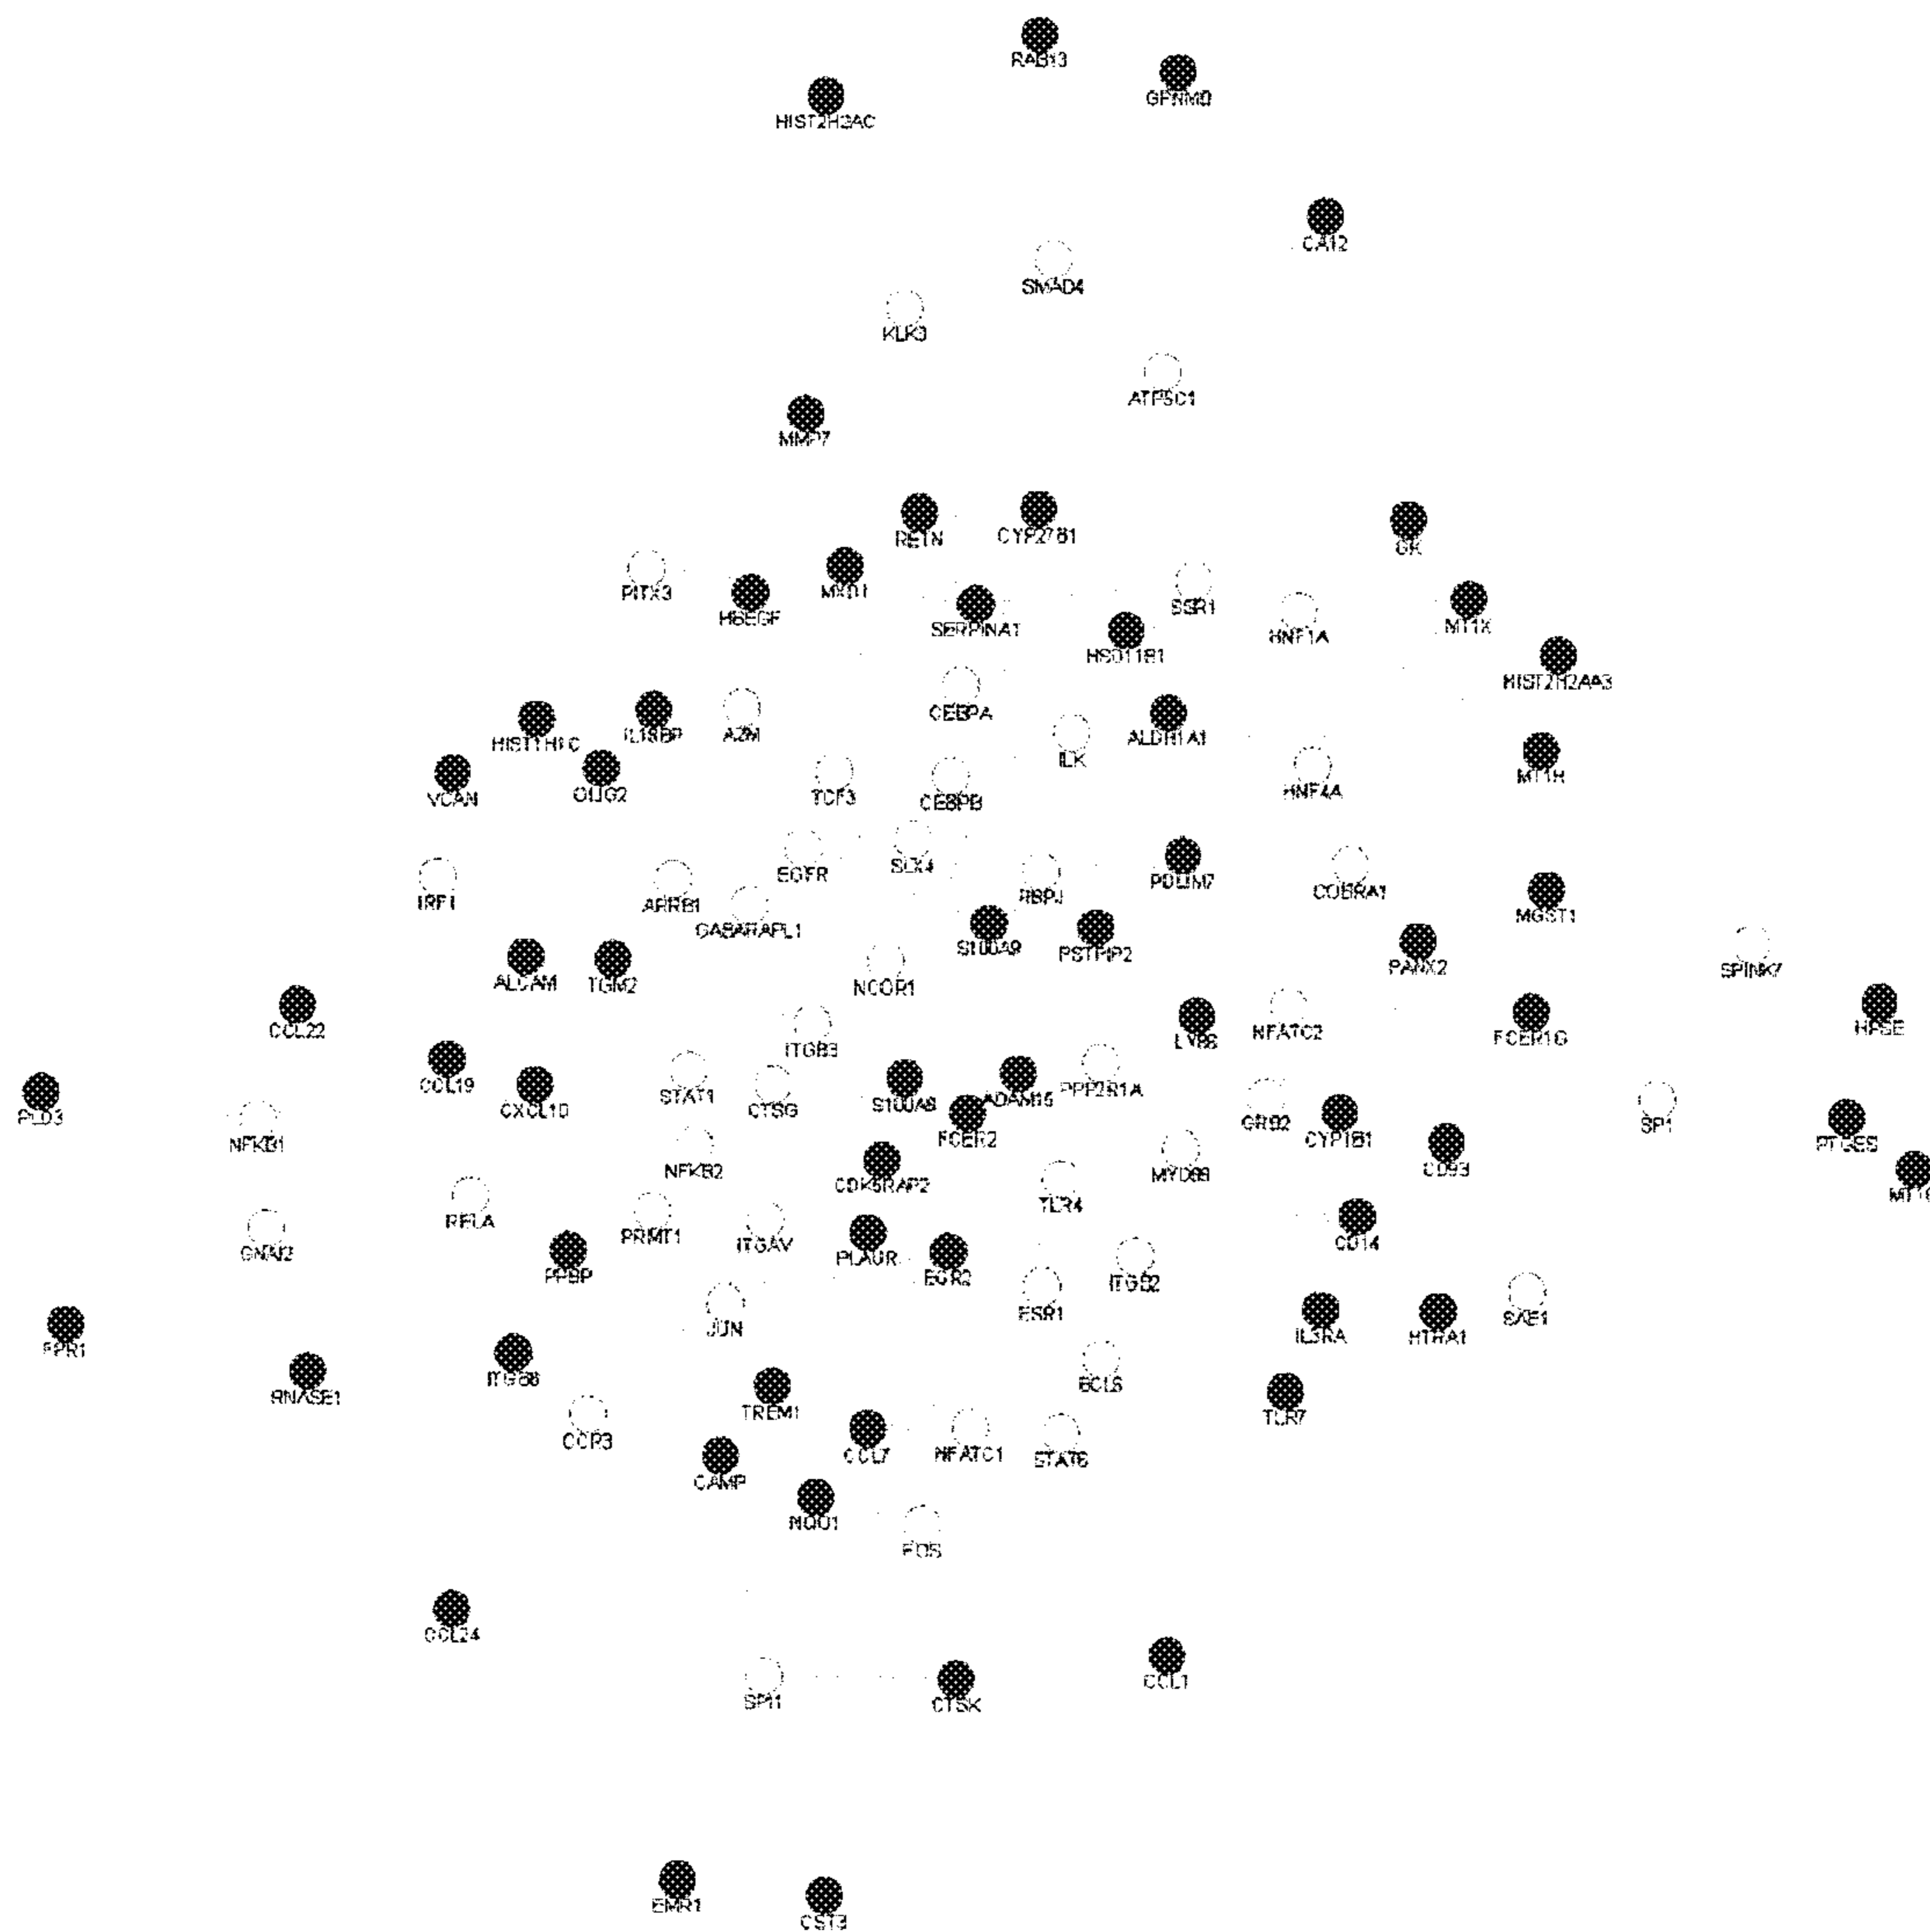 RAB13
GPNMB
HIST2H2AC
CA12
SMAD4
KLK3
ATP5C1
MMP7
RETN
CYP27B1
GK
PITX3
HBEGF
MXD1
SERPINA1
SSR1
HNF1A
MT1X
HSD11B1
HIST2H2AA3
HIST1H1C
IL18BP
A2M
CEBPA
ILK
ALDH1A1
MT1H
VCAN
OLIG2
TCF3
CEBPB
HNF4A
IRF1
ARRB1
EGFR
RBPJ
PDLIM7
COBRA1
MGST1
GABARAPL1
S100A9
PSTPIP2
PANX2
SPINK7
ALCAM
TGM2
NCOR1
CCL22
ITGB3
LY86
NFATC2
FCER1G
HPSE
CCL19
CXCL10
STAT1
CTSG
S100A8
ADAM15
PPP2R1A
GRB2
CYP1B1
SP1
PTGES
PLD3
NFKB1
NFKB2
FCER2
CD93
CDK5RAP2
MYD88
RELA
PRMT1
TLR4
GNAI2
PPBP
ITGAV
PLAUR
EGR2
ITGB2
CD14
FPR1
JUN
ESR1
IL3RA
HTRA1
SAE1
RNASE1
ITGB8
BCL6
TLR7
CCR3
TREM1
CCL7
NFATC1
STAT6
CAMP
NQO1
FOS
CCL24
SPI1
CTSK
CCL1
EMR1
CST3